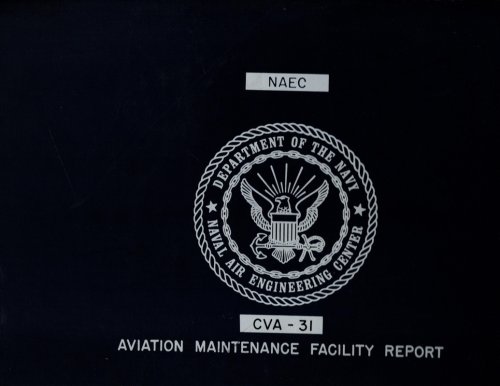 NAEC
DEPARTMENT OF THE NAVY
NAVAL AIR ENGINEERING CENTER
CVA - 31
AVIATION MAINTENANCE FACILITY REPORT